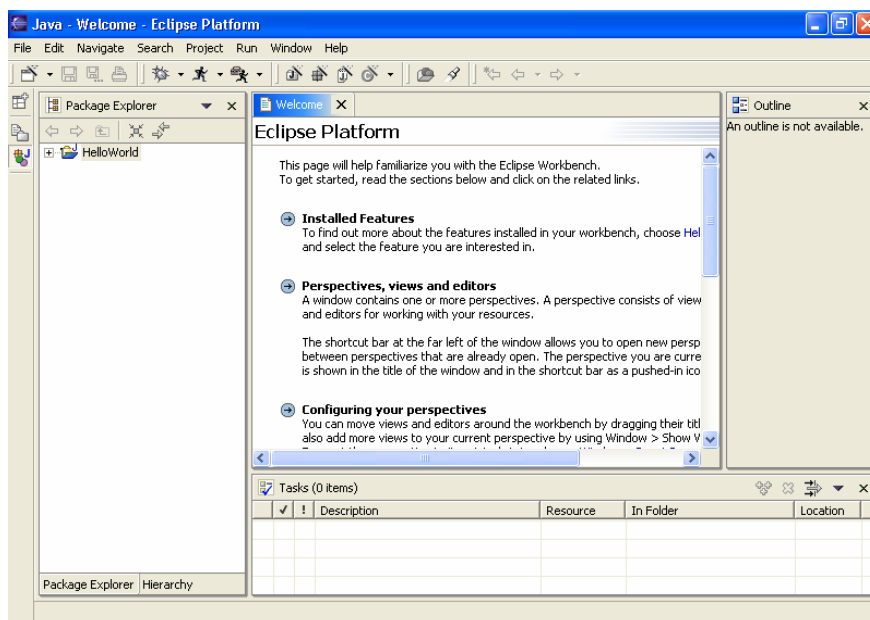 Java - Welcome - Eclipse Platform
File Edit Navigate Search Project Run Window Help
Package Explorer
Welcome
Outline
An outline is not available.
HelloWorld
Eclipse Platform
This page will help familiarize you with the Eclipse Workbench.
To get started, read the sections below and click on the related links.
Installed Features
To find out more about the features installed in your workbench, choose Hel
and select the feature you are interested in.
Perspectives, views and editors
A window contains one or more perspectives. A perspective consists of view
and editors for working with your resources.
The shortcut bar at the far left of the window allows you to open new persp
between perspectives that are already open. The perspective you are curre
is shown in the title of the window and in the shortcut bar as a pushed-in ico
Configuring your perspectives
You can move views and editors around the workbench by dragging their titl
also add more views to your current perspective by using Window > Show V
Tasks (0 items)
! Description Resource In Folder Location
Package Explorer Hierarchy